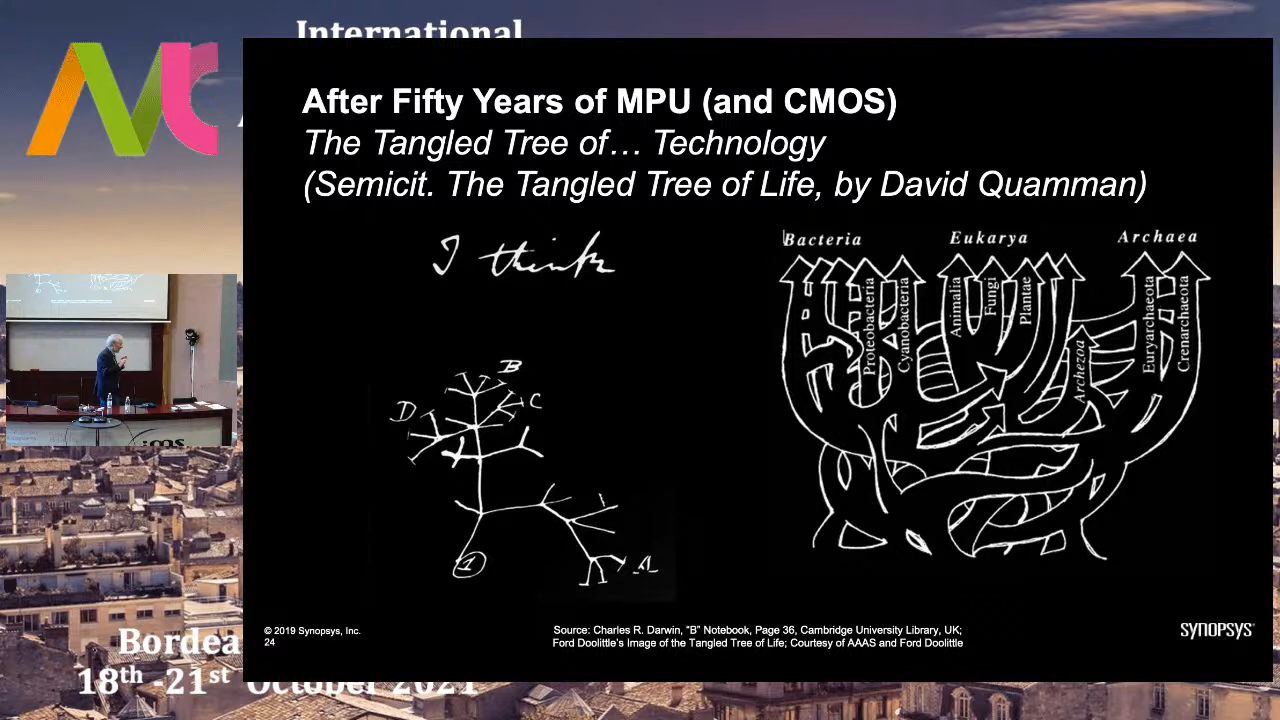 International
After Fifty Years of MPU (and CMOS)
The Tangled Tree of… Technology
(Semicit. The Tangled Tree of Life, by David Quamman)
I think
B
C
D
1
A
Bacteria
Eukarya
Archaea
Proteobacteria
Cyanobacteria
Animalia
Fungi
Plantae
Archezoa
Euryarchaeota
Crenarchaeota
ims
© 2019 Synopsys, Inc.
24
Source: Charles R. Darwin, "B" Notebook, Page 36, Cambridge University Library, UK;
Ford Doolittle's Image of the Tangled Tree of Life; Courtesy of AAAS and Ford Doolittle
SYNOPSYS®
Bordea
18th -21st October 2021